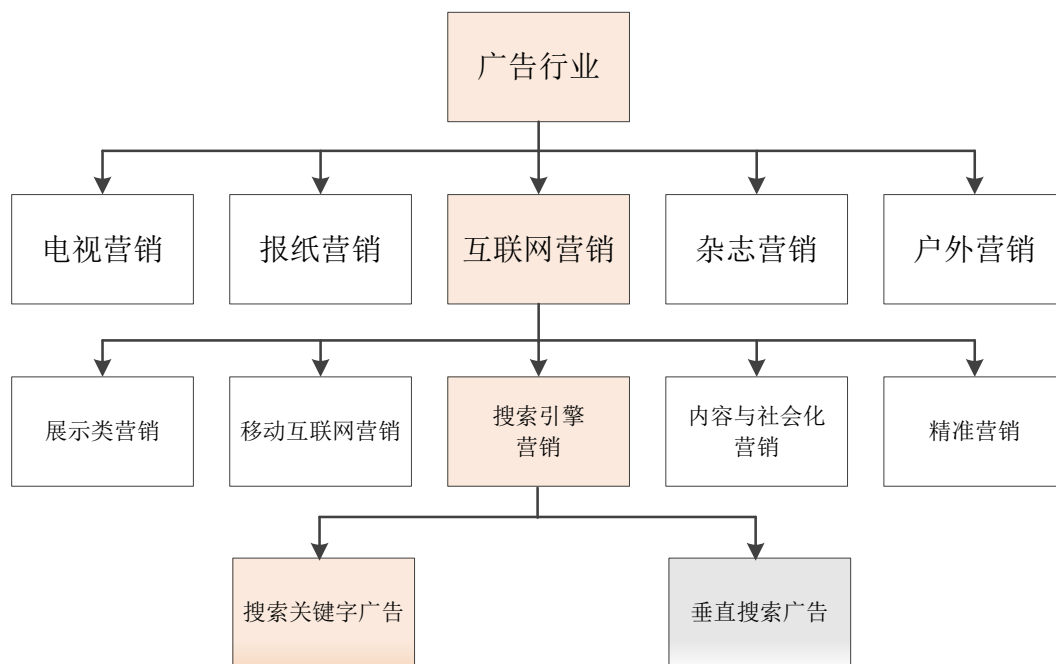 广告行业
电视营销
报纸营销
互联网营销
杂志营销
户外营销
展示类营销
移动互联网营销
搜索引擎
营销
内容与社会化
营销
精准营销
搜索关键字广告
垂直搜索广告